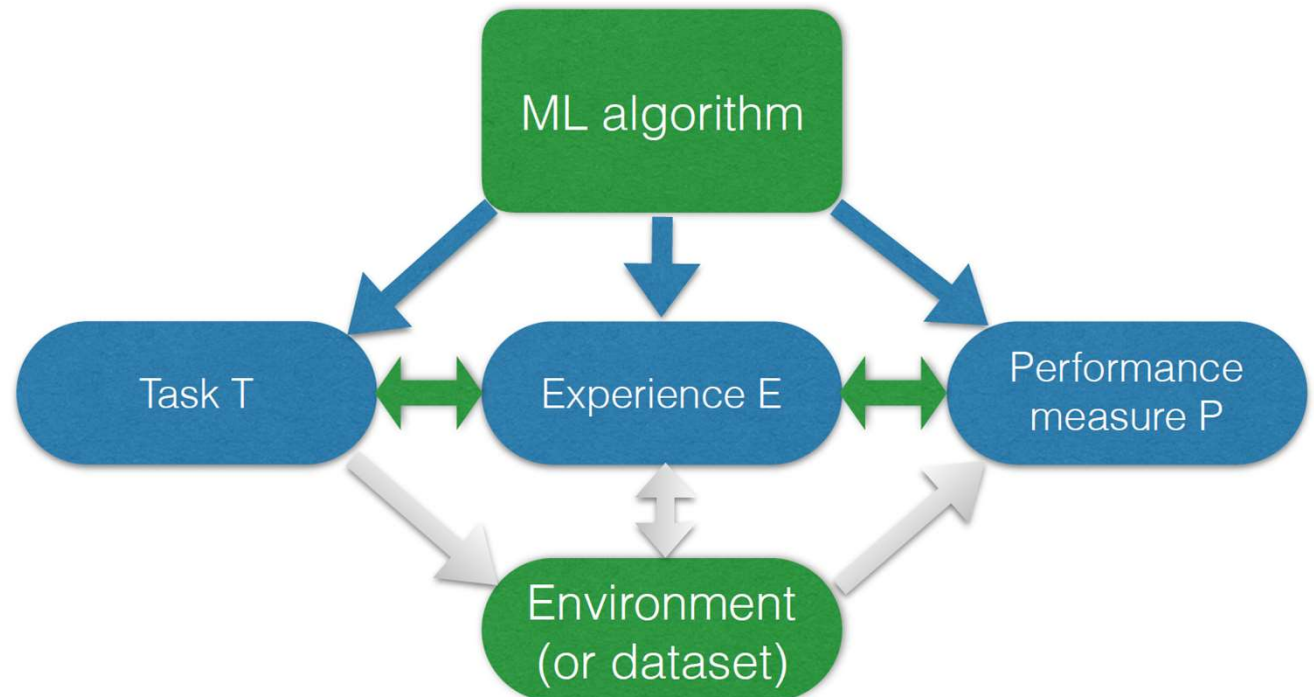 ML algorithm
Task T
Experience E
Performance
measure P
Environment
(or dataset)